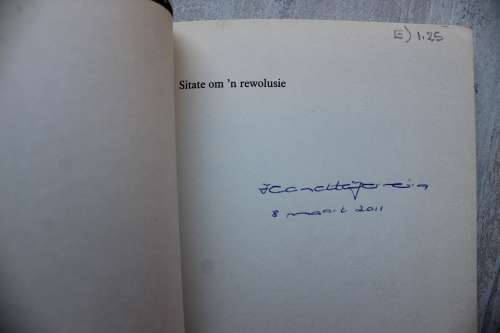 E) 1.25
Sitate om 'n rewolusie
8 maart 2011